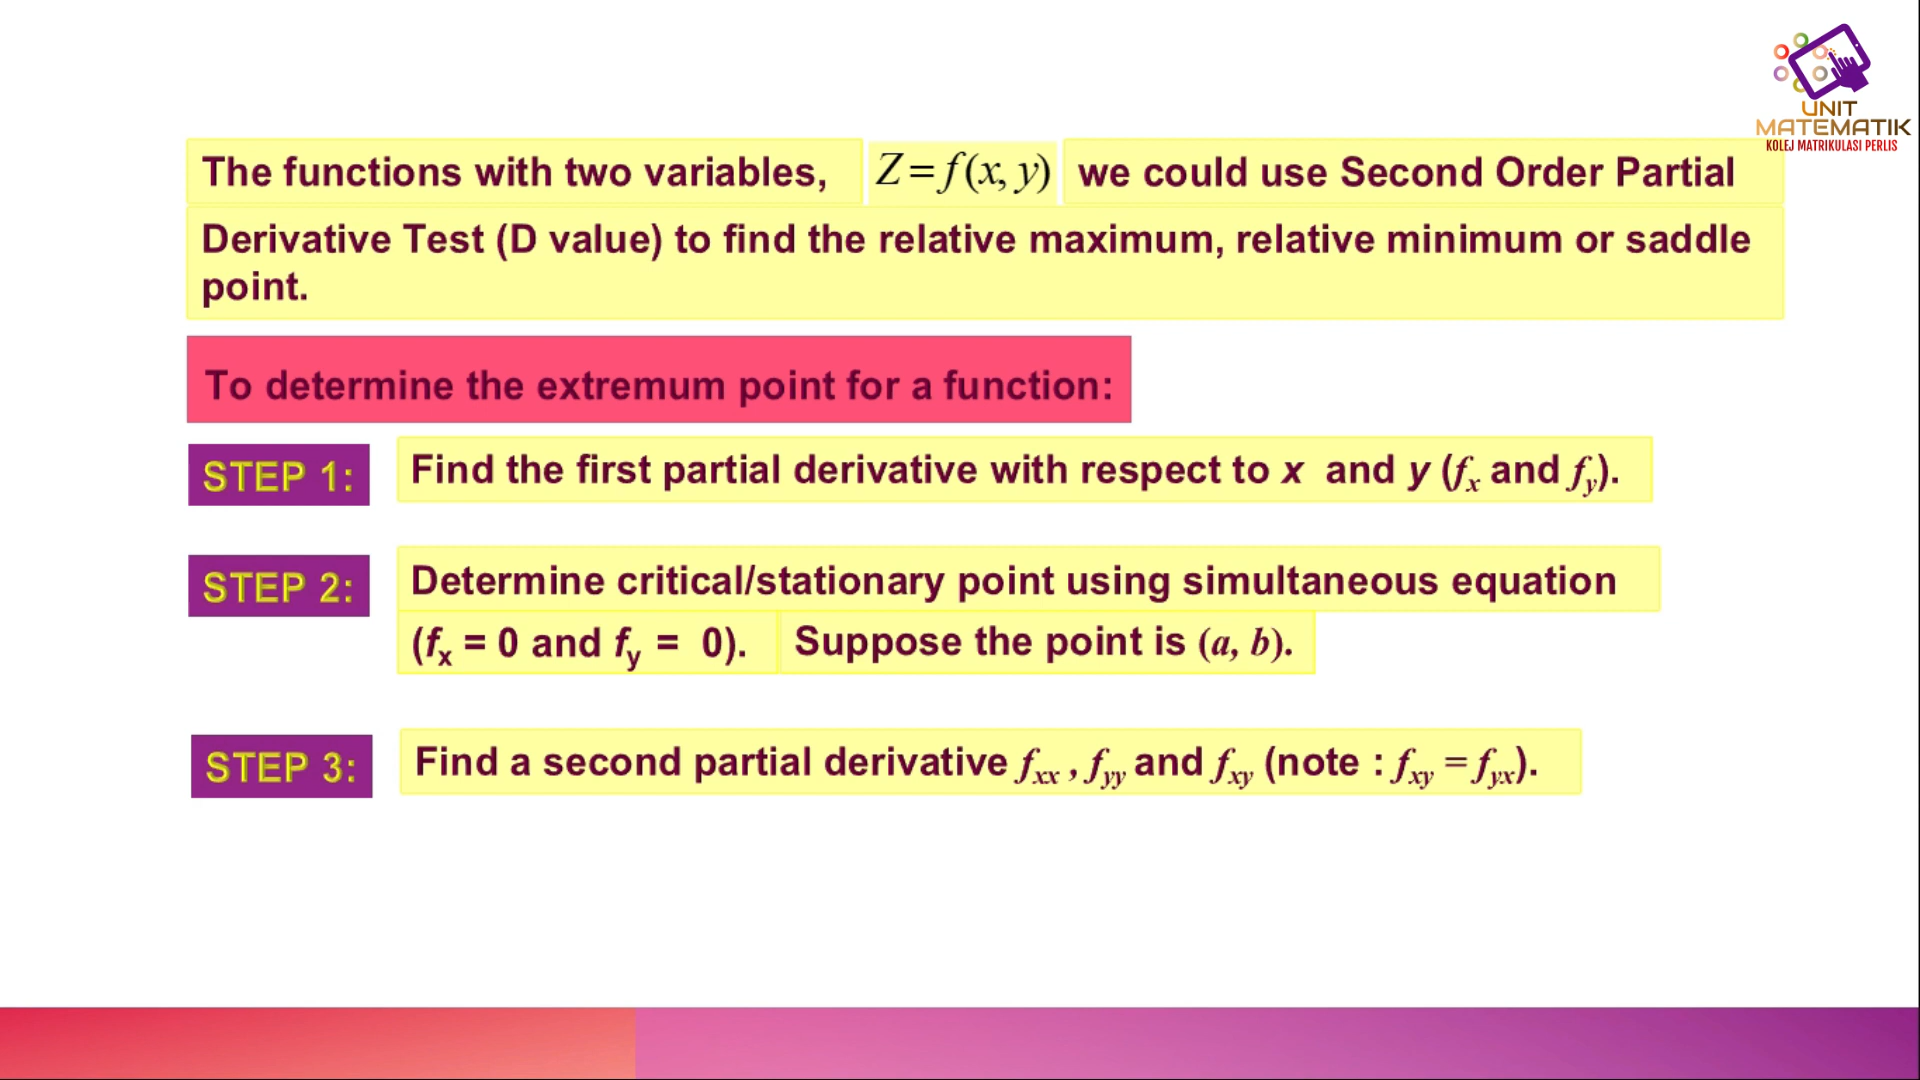 UNIT
MATEMATIK
KOLEJ MATRIKULASI PERLIS
The functions with two variables, Z = f(x, y) we could use Second Order Partial
Derivative Test (D value) to find the relative maximum, relative minimum or saddle
point.
To determine the extremum point for a function:
STEP 1: Find the first partial derivative with respect to x and y (fx and fy).
STEP 2: Determine critical/stationary point using simultaneous equation
(fx = 0 and fy = 0). Suppose the point is (a, b).
STEP 3: Find a second partial derivative fxx , fyy and fxy (note : fxy = fyx).